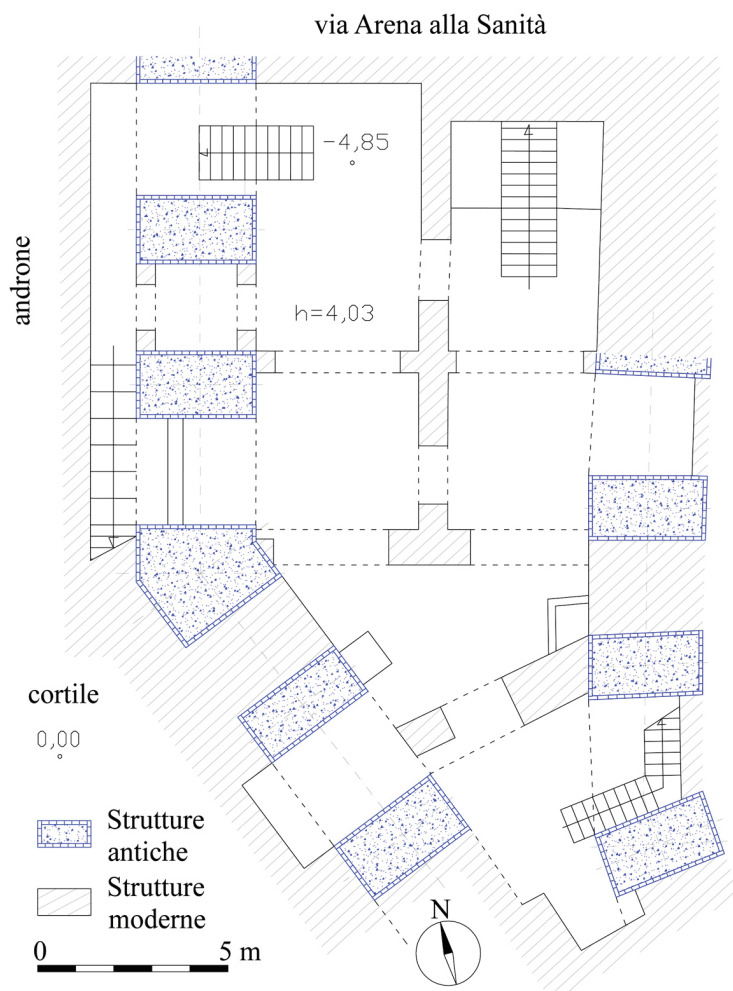 via Arena alla Sanità
-4,85
androne
h=4,03
cortile
0,00
Strutture
antiche
Strutture
moderne
N
0
5 m